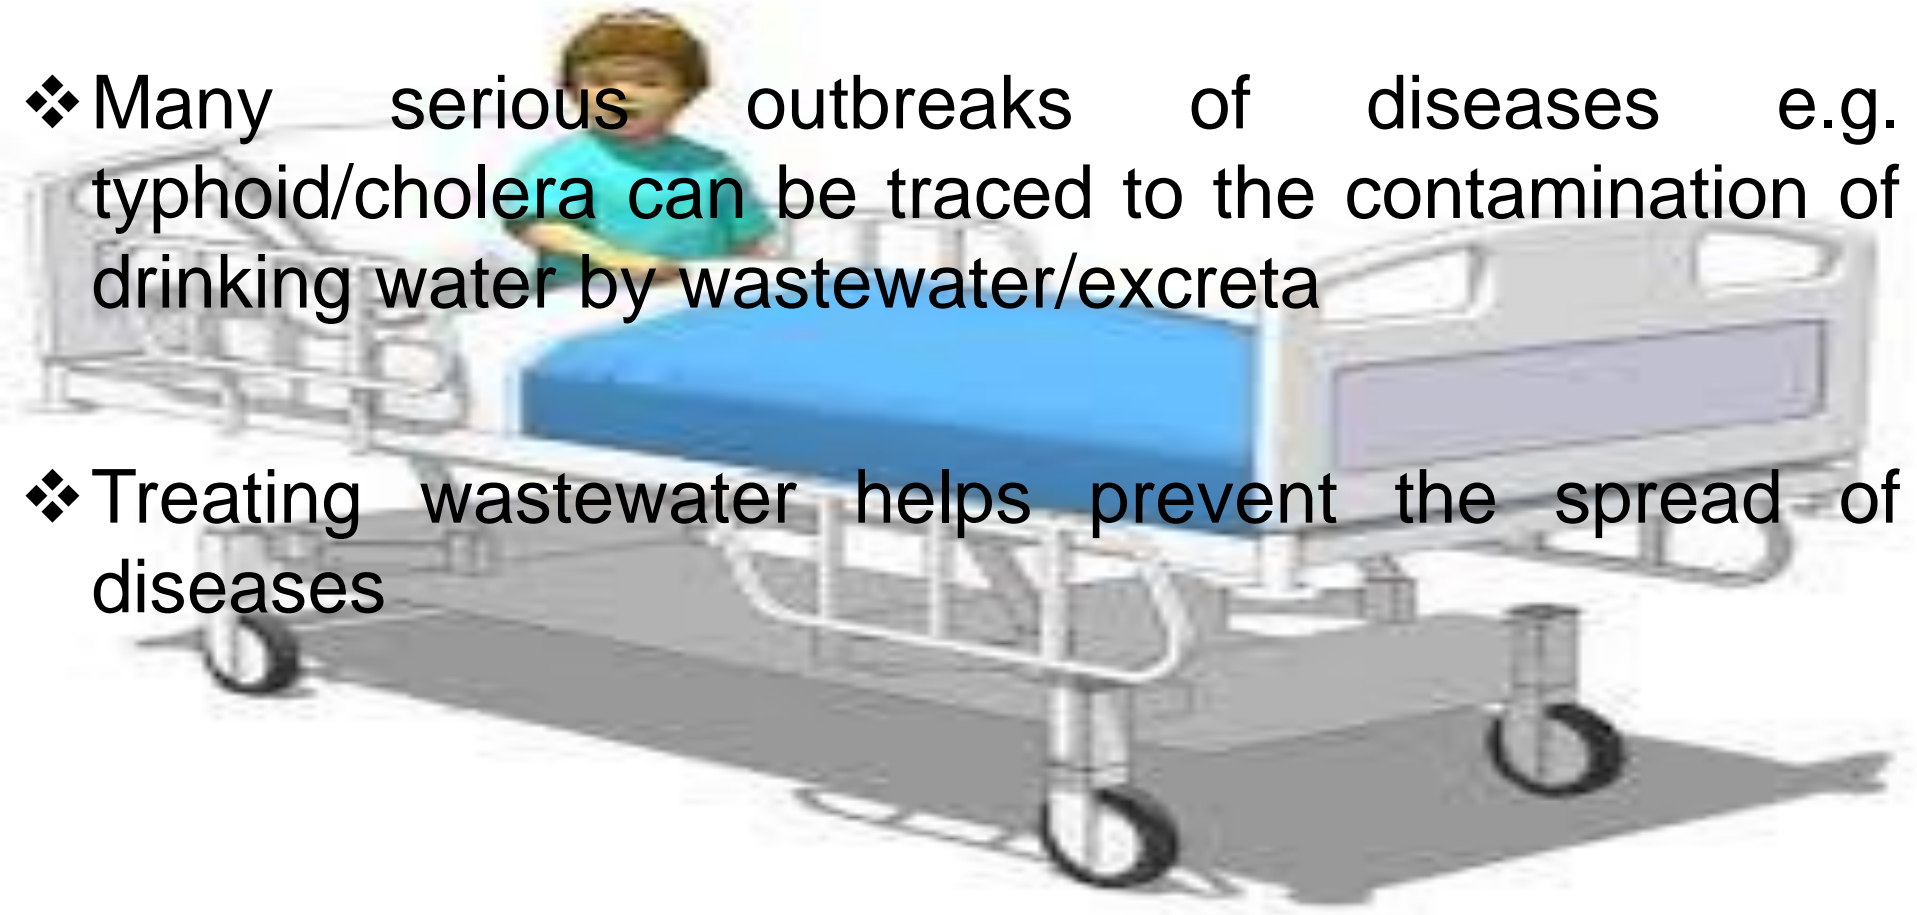 ❖Many serious outbreaks of diseases e.g.
typhoid/cholera can be traced to the contamination of
drinking water by wastewater/excreta
❖Treating wastewater helps prevent the spread of
diseases